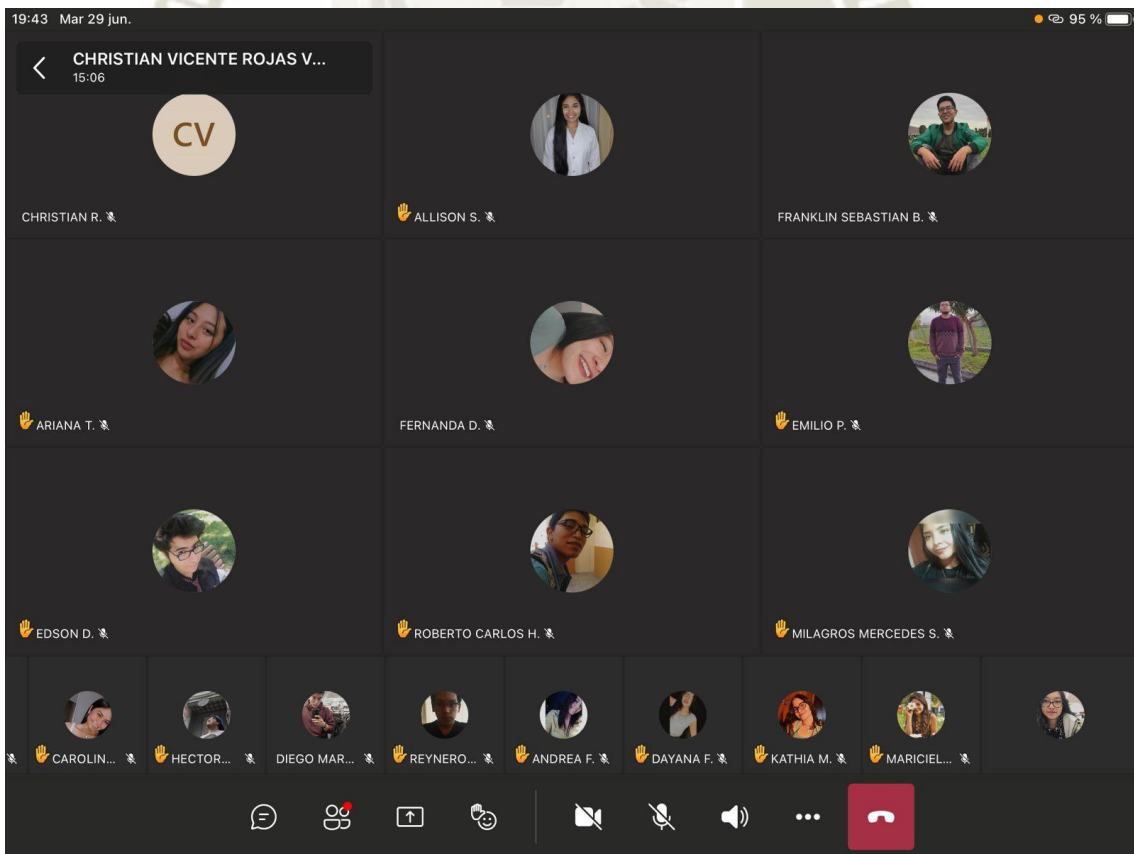 19:43 Mar 29 jun.
95 %
CHRISTIAN VICENTE ROJAS V...
15:06
CV
CHRISTIAN R.
ALLISON S.
FRANKLIN SEBASTIAN B.
ARIANA T.
FERNANDA D.
EMILIO P.
EDSON D.
ROBERTO CARLOS H.
MILAGROS MERCEDES S.
CAROLIN...
HECTOR...
DIEGO MAR...
REYNERO...
ANDREA F.
DAYANA F.
KATHIA M.
MARICIEL...